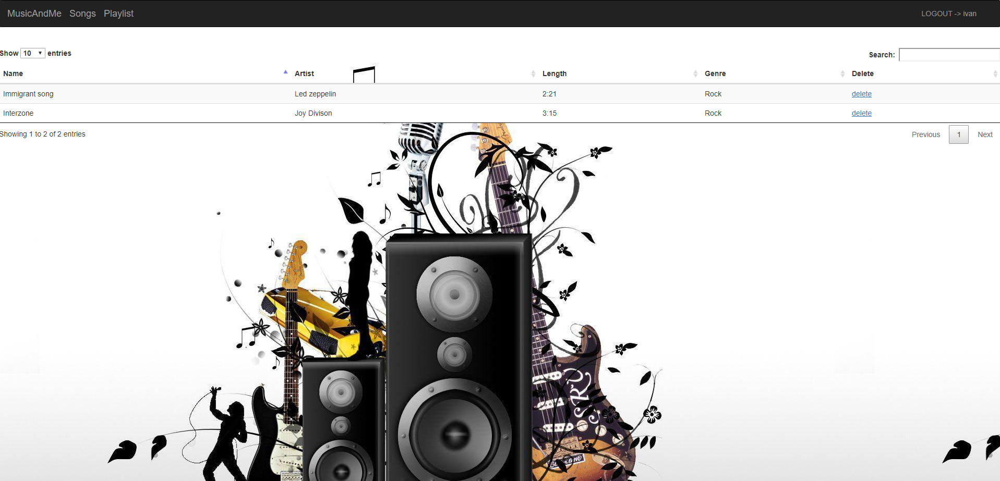 MusicAndMe Songs Playlist LOGOUT -> ivan
Show 10 entries Search:
Name Artist Length Genre Delete
Immigrant song Led zeppelin 2:21 Rock delete
Interzone Joy Divison 3:15 Rock delete
Showing 1 to 2 of 2 entries Previous 1 Next
SRV